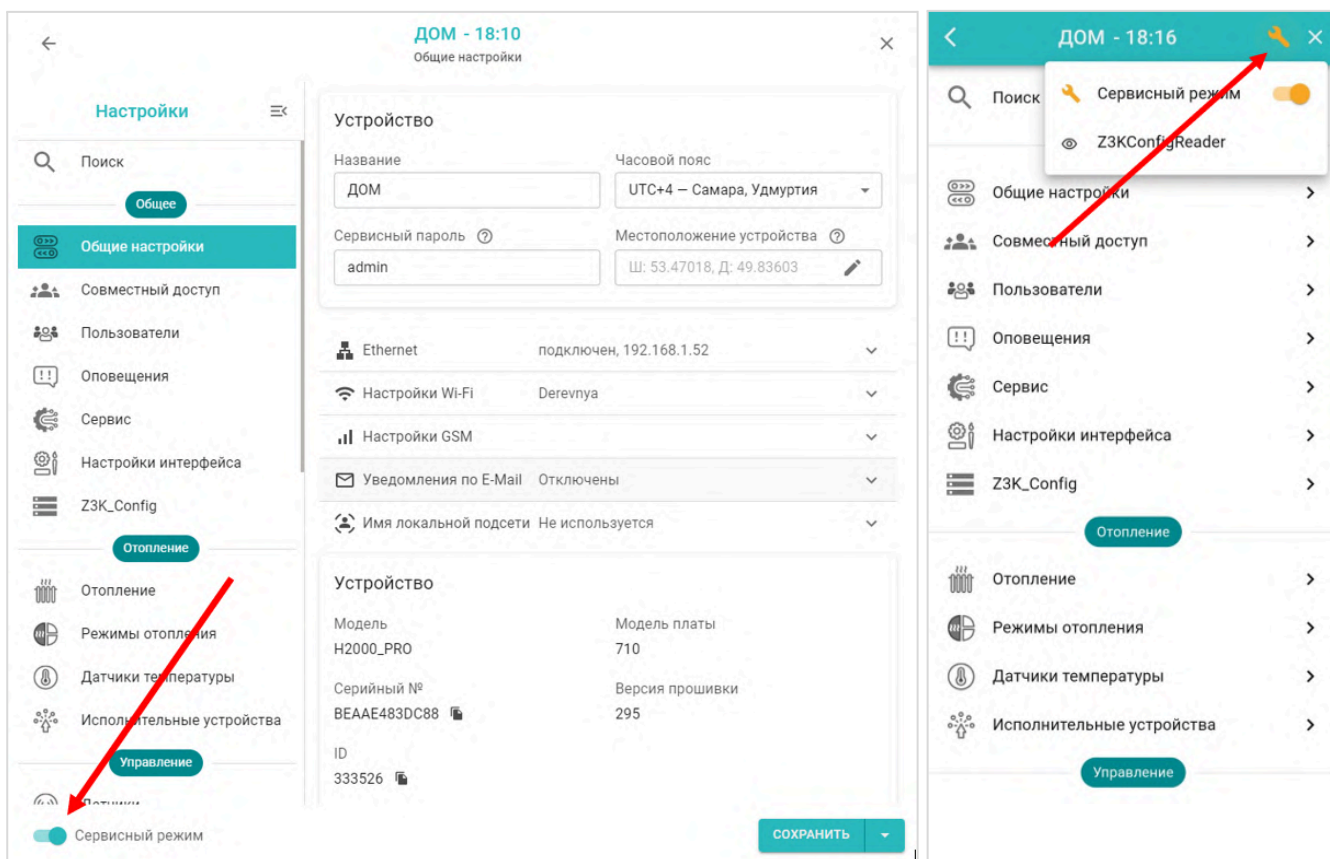 ДОМ - 18:10
Общие настройки
Настройки
Поиск
Общее
Общие настройки
Совместный доступ
Пользователи
Оповещения
Сервис
Настройки интерфейса
Z3K_Config
Отопление
Отопление
Режимы отопления
Датчики температуры
Исполнительные устройства
Управление
Датчики
Сервисный режим
Устройство
Название
Часовой пояс
ДОМ
UTC+4 — Самара, Удмуртия
Сервисный пароль
Местоположение устройства
admin
Ш: 53.47018, Д: 49.83603
Ethernet подключен, 192.168.1.52
Настройки Wi-Fi Derevnya
Настройки GSM
Уведомления по E-Mail Отключены
Имя локальной подсети Не используется
Устройство
Модель
Модель платы
H2000_PRO
710
Серийный №
Версия прошивки
BEAAE483DC88
295
ID
333526
СОХРАНИТЬ
ДОМ - 18:16
Поиск
Сервисный режим
Z3KConfigReader
Общие настройки
Совместный доступ
Пользователи
Оповещения
Сервис
Настройки интерфейса
Z3K_Config
Отопление
Отопление
Режимы отопления
Датчики температуры
Исполнительные устройства
Управление